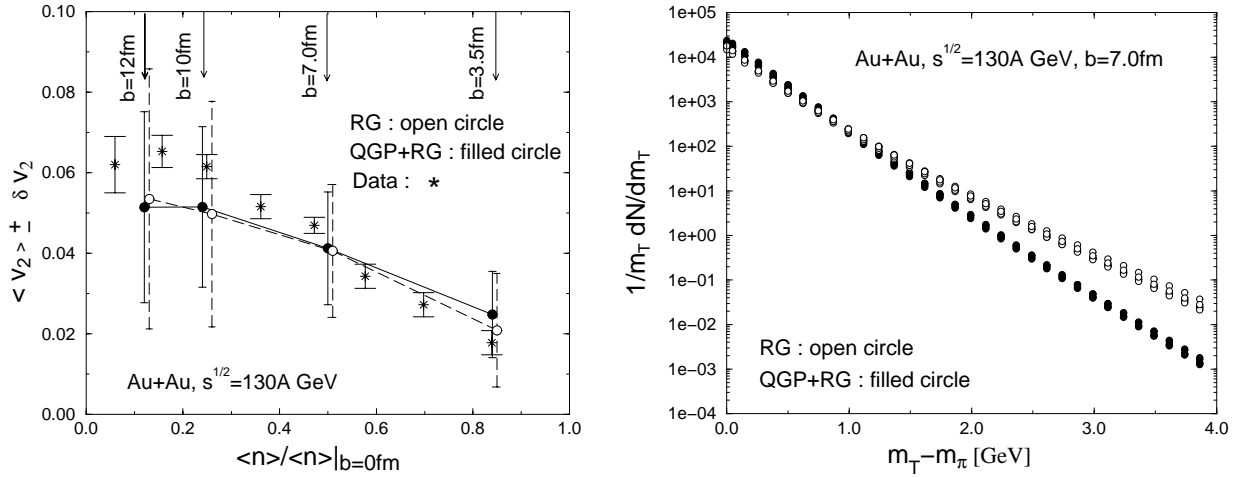 0.10
0.08
0.06
0.04
0.02
0.00
< v2 > ± δ v2
b=12fm
b=10fm
b=7.0fm
b=3.5fm
RG : open circle
QGP+RG : filled circle
Data : *
Au+Au, s^1/2=130A GeV
0.0 0.2 0.4 0.6 0.8 1.0
<n>/<n>|b=0fm
1e+05
1e+04
1e+03
1e+02
1e+01
1e+00
1e−01
1e−02
1e−03
1e−04
1/mT dN/dmT
Au+Au, s^1/2=130A GeV, b=7.0fm
RG : open circle
QGP+RG : filled circle
0.0 1.0 2.0 3.0 4.0
mT−mπ [GeV]